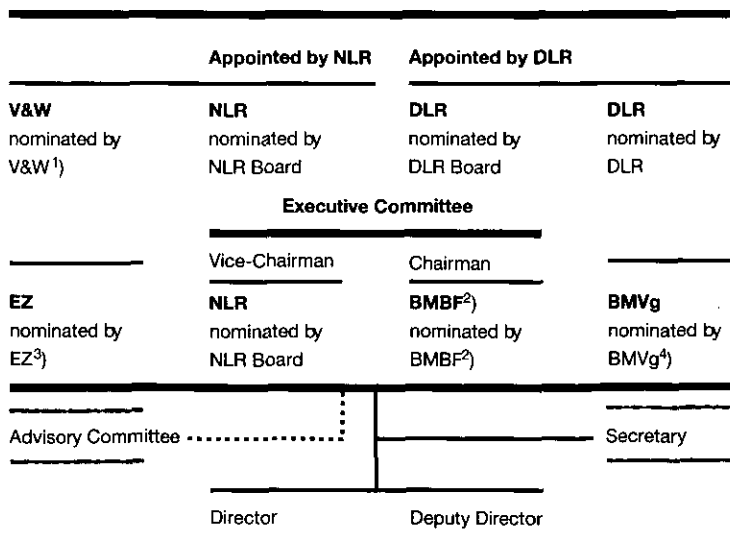 Appointed by NLR Appointed by DLR
V&W NLR DLR DLR
nominated by nominated by nominated by nominated by
V&W ¹) NLR Board DLR Board DLR
Executive Committee
Vice-Chairman Chairman
EZ NLR BMBF²) BMVg
nominated by nominated by nominated by nominated by
EZ³) NLR Board BMBF²) BMVg⁴)
Advisory Committee Secretary
Director Deputy Director